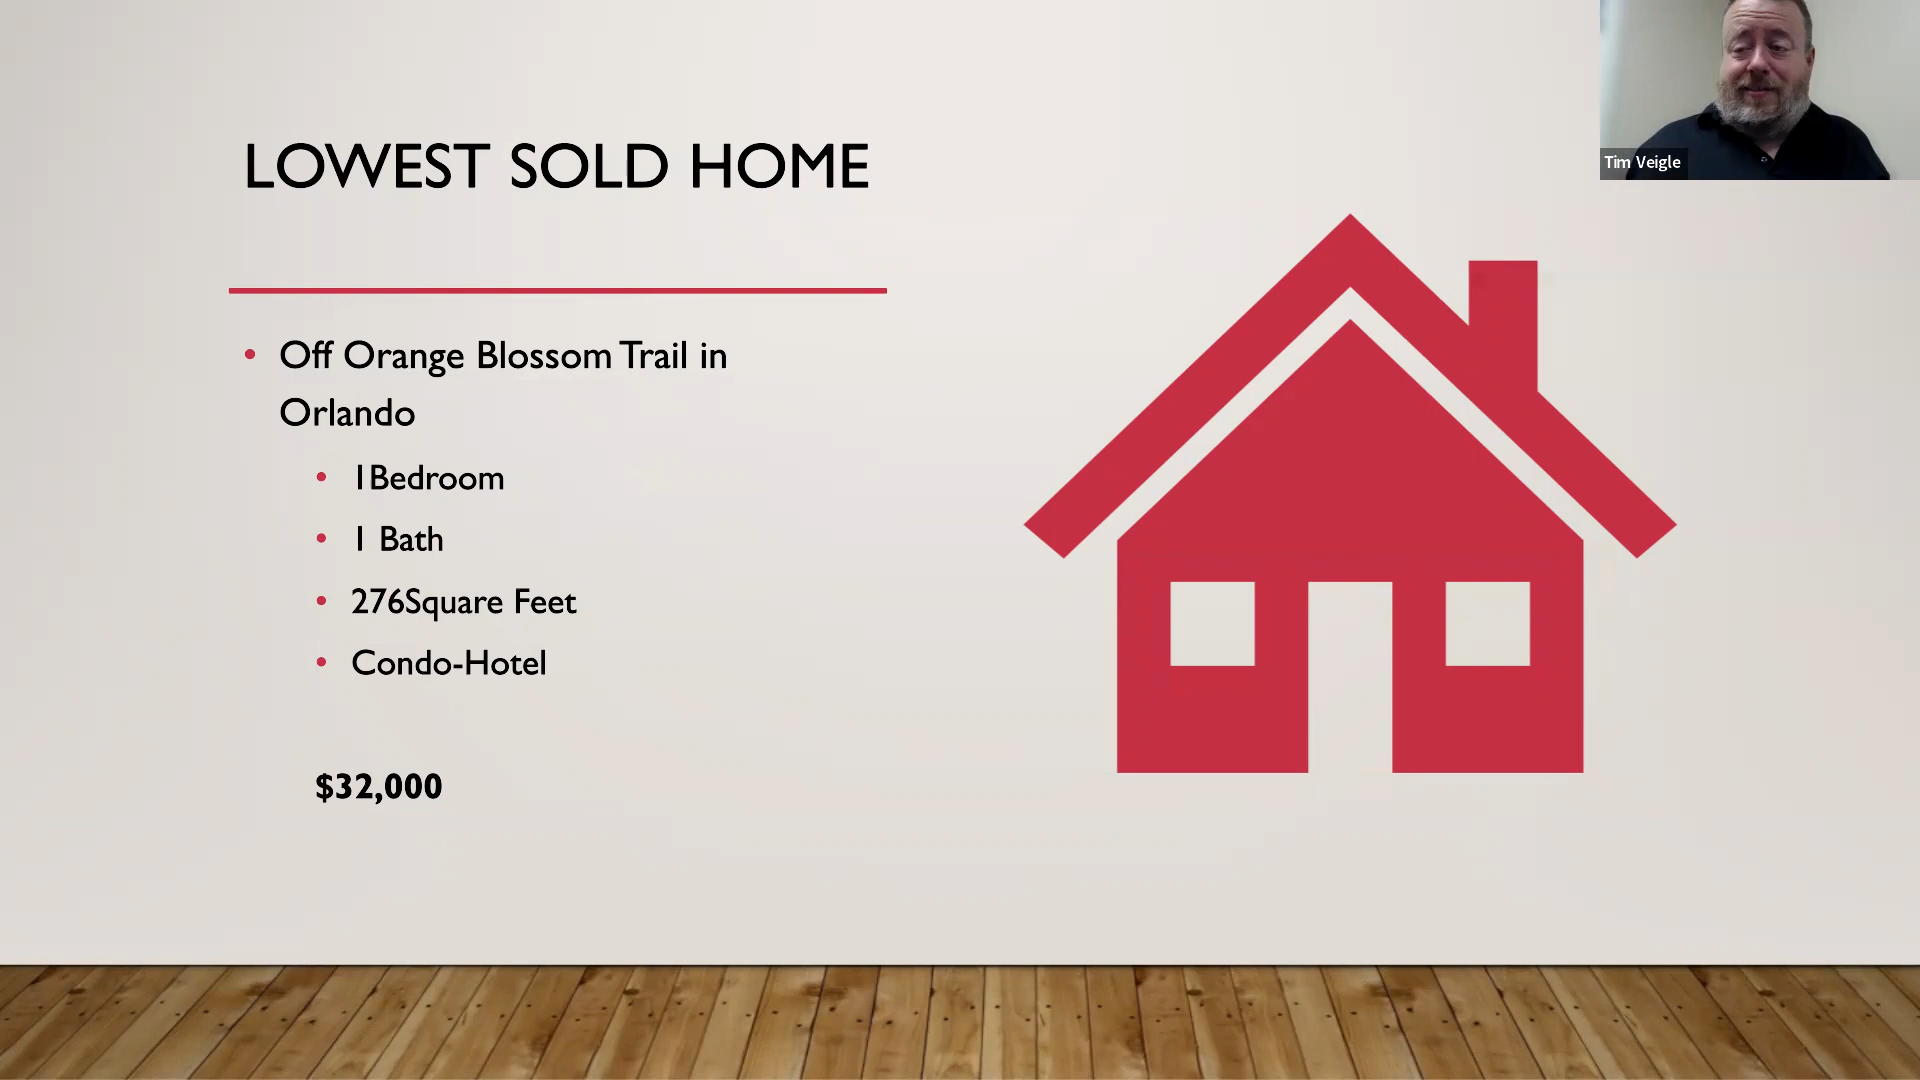 LOWEST SOLD HOME
Tim Veigle
• Off Orange Blossom Trail in
Orlando
• 1Bedroom
• 1 Bath
• 276Square Feet
• Condo-Hotel
$32,000